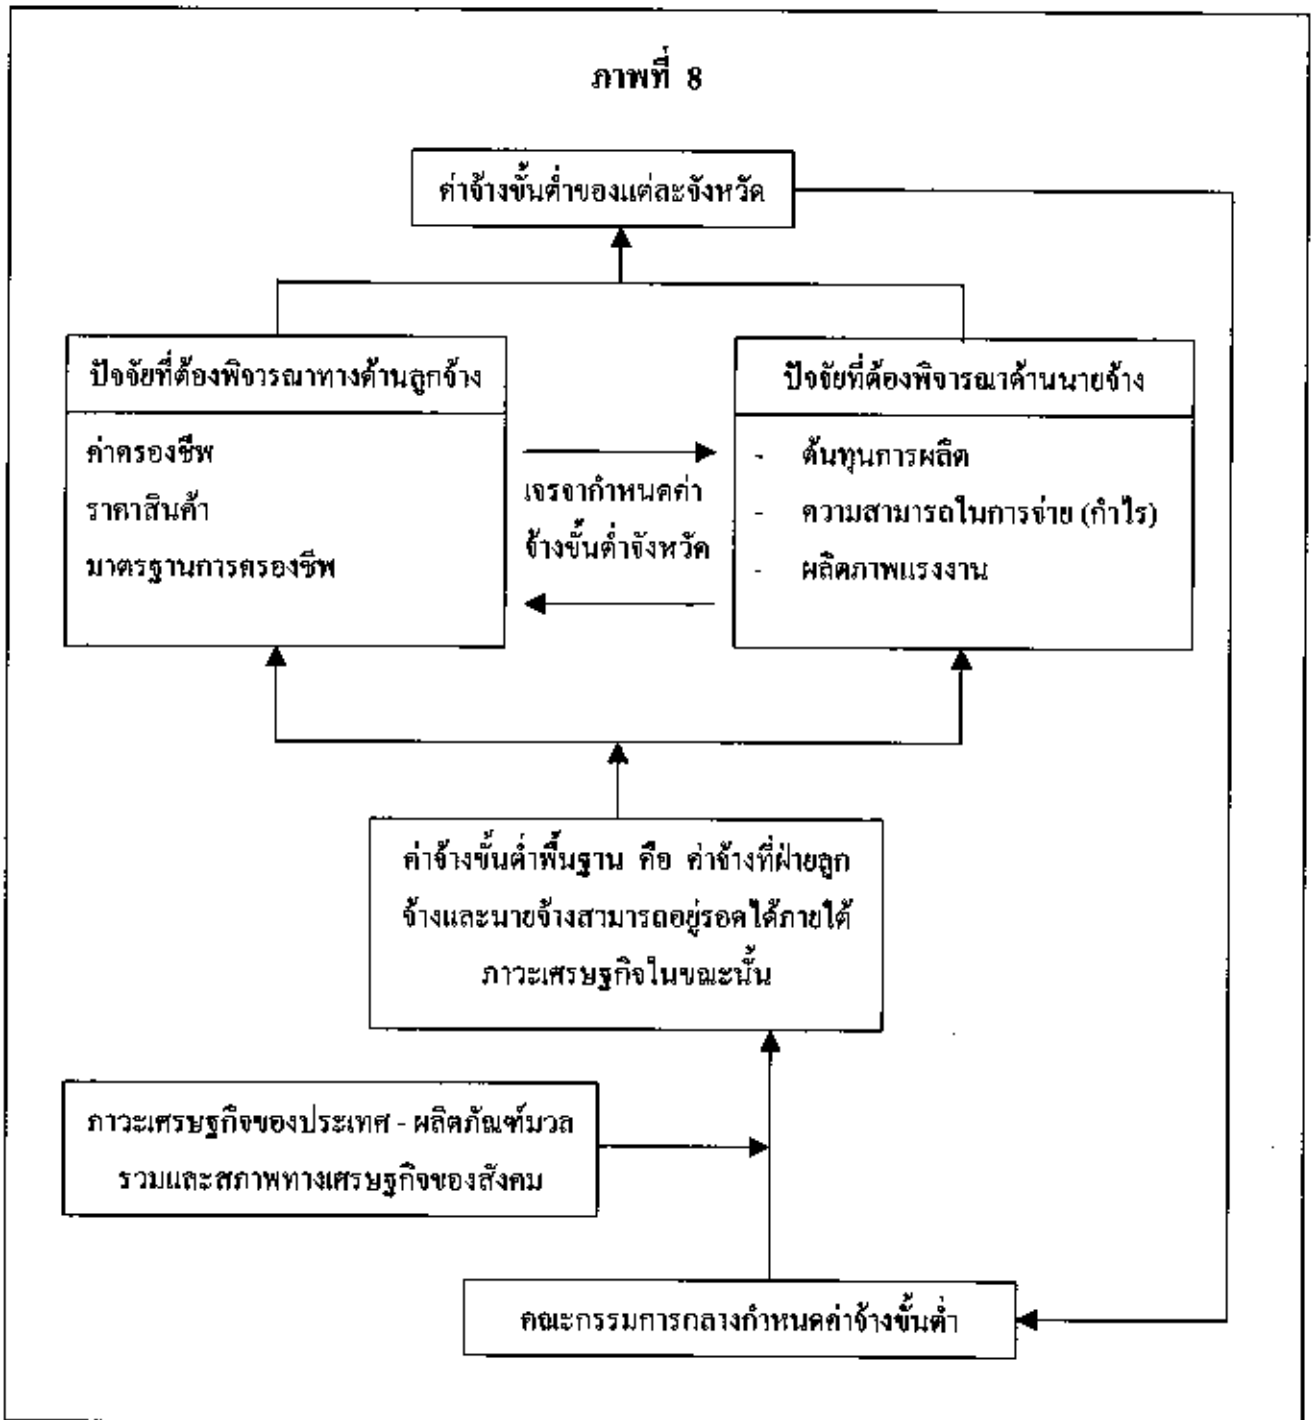 ภาพที่ 8
ค่าจ้างขั้นต่ำของแต่ละจังหวัด
ปัจจัยที่ต้องพิจารณาทางด้านลูกจ้าง
ค่าครองชีพ
ราคาสินค้า
มาตรฐานการครองชีพ
เจรจากำหนดค่า
จ้างขั้นต่ำจังหวัด
ปัจจัยที่ต้องพิจารณาด้านนายจ้าง
- ต้นทุนการผลิต
- ความสามารถในการจ่าย (กำไร)
- ผลิตภาพแรงงาน
ค่าจ้างขั้นต่ำพื้นฐาน คือ ค่าจ้างที่ฝ่ายลูก
จ้างและนายจ้างสามารถอยู่รอดได้ภายใต้
ภาวะเศรษฐกิจในขณะนั้น
ภาวะเศรษฐกิจของประเทศ - ผลิตภัณฑ์มวล
รวมและสภาพทางเศรษฐกิจของสังคม
คณะกรรมการกลางกำหนดค่าจ้างขั้นต่ำ